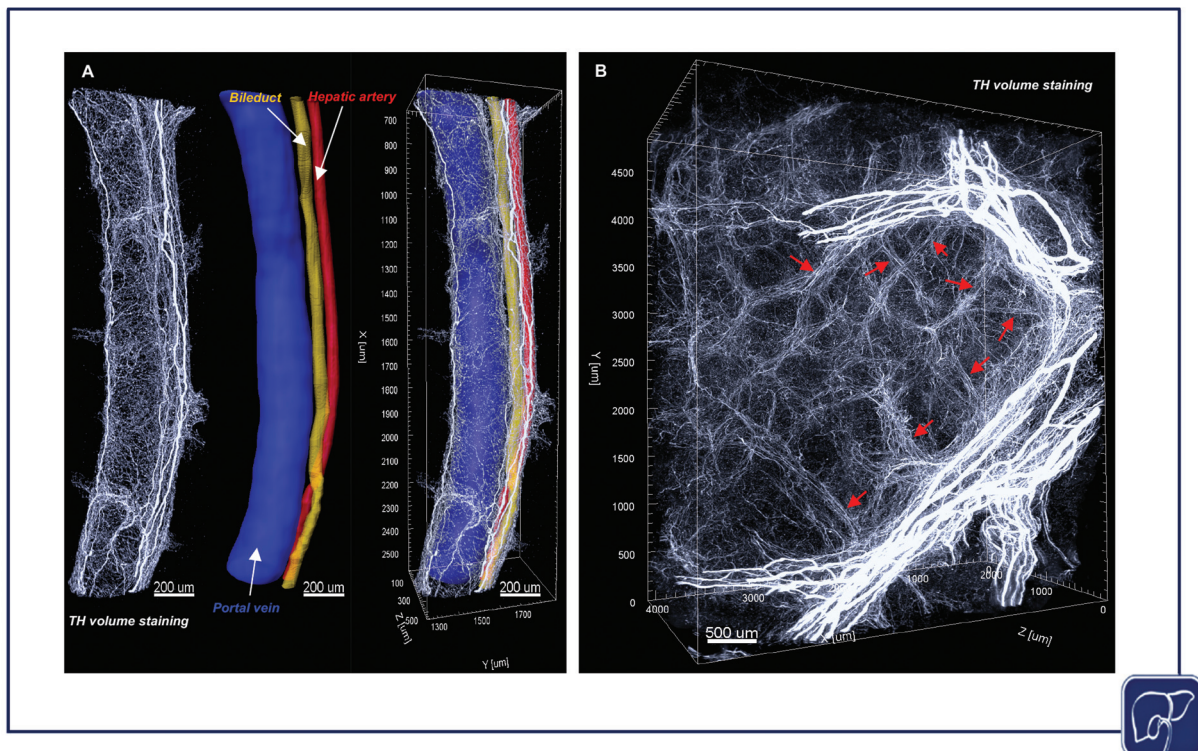 A
Bileduct
Hepatic artery
Portal vein
TH volume staining
200 um
200 um
200 um
700
800
900
1000
1100
1200
1300
1400
1500
1600
1700
1800
1900
2000
2100
2200
2300
2400
2500
X [um]
100
300
500
Z [um]
1300
1500
1700
Y [um]
B
TH volume staining
4500
4000
3500
3000
2500
2000
1500
1000
500
0
Y [um]
4000
3000
1000
2000
1000
0
X [um]
Z [um]
500 um